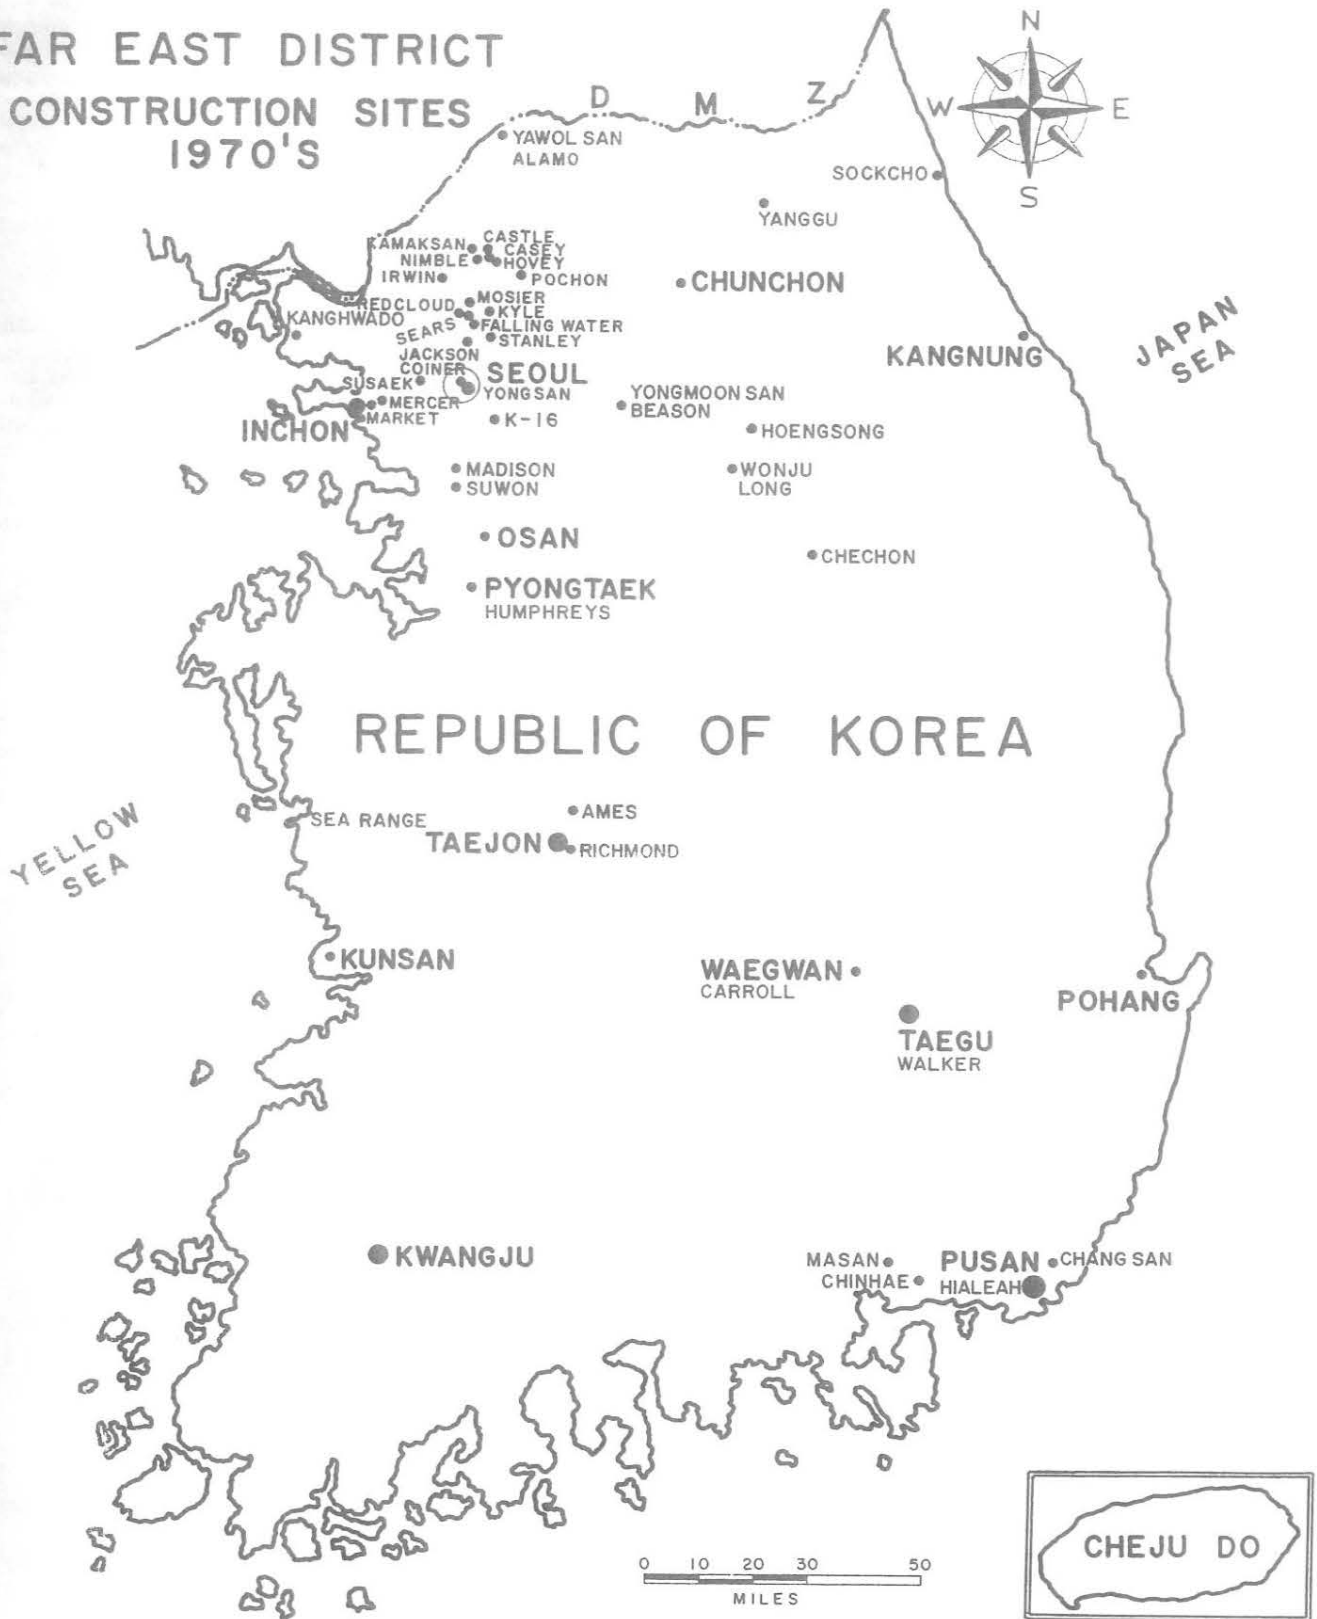 FAR EAST DISTRICT
CONSTRUCTION SITES
1970'S
N
W
E
S
D M Z
YAWOL SAN
ALAMO
SOCKCHO
YANGGU
KAMAKSAN
CASTLE
CASEY
NIMBLE
HOVEY
IRWIN
POCHON
CHUNCHON
MOSIER
REDCLOUD
KYLE
KANGHWADO
SEARS
FALLING WATER
STANLEY
JACKSON
COINER
KANGNUNG
JAPAN
SEA
SEOUL
SUSAEK
YONGSAN
MERCER
MARKET
K-16
YONGMOON SAN
BEASON
INCHON
HOENGSONG
MADISON
SUWON
WONJU
LONG
OSAN
CHECHON
PYONGTAEK
HUMPHREYS
REPUBLIC OF KOREA
YELLOW
SEA
SEA RANGE
AMES
TAEJON
RICHMOND
KUNSAN
WAEGWAN
CARROLL
POHANG
TAEGU
WALKER
KWANGJU
MASAN
CHINHAE
PUSAN
HIALEAH
CHANG SAN
0 10 20 30 50
MILES
CHEJU DO